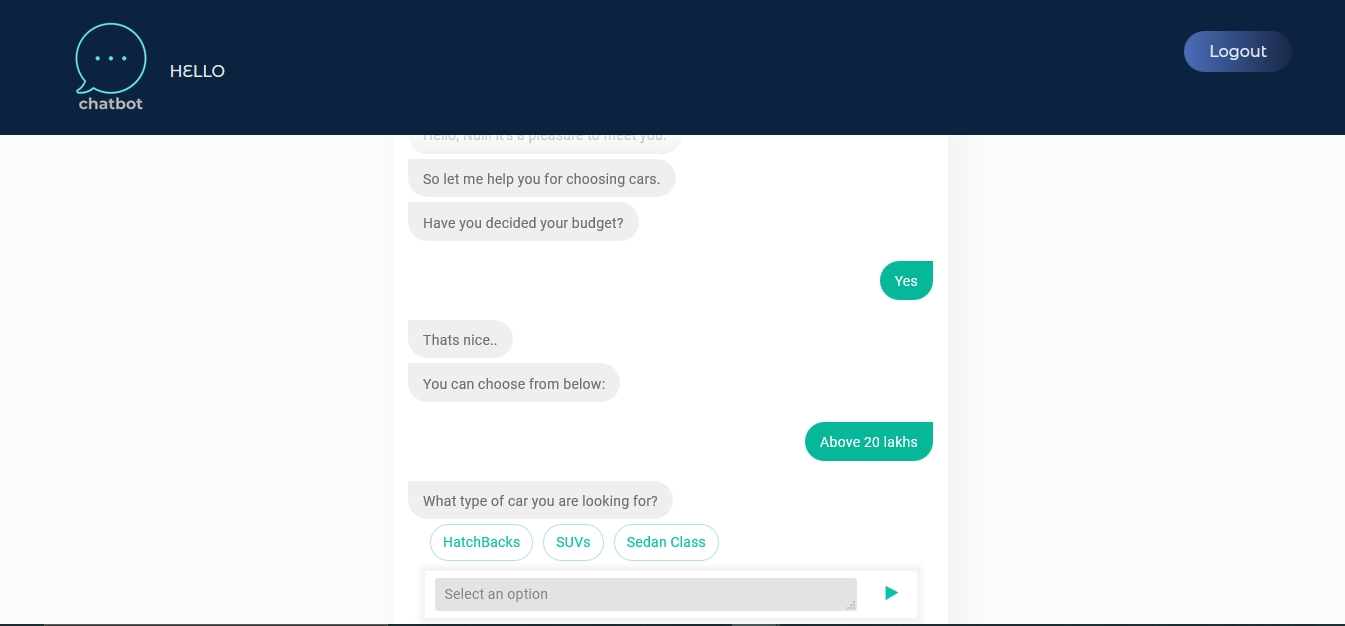 chatbot
HELLO
Logout
Hello, Null! It's a pleasure to meet you.
So let me help you for choosing cars.
Have you decided your budget?
Yes
Thats nice..
You can choose from below:
Above 20 lakhs
What type of car you are looking for?
HatchBacks SUVs Sedan Class
Select an option